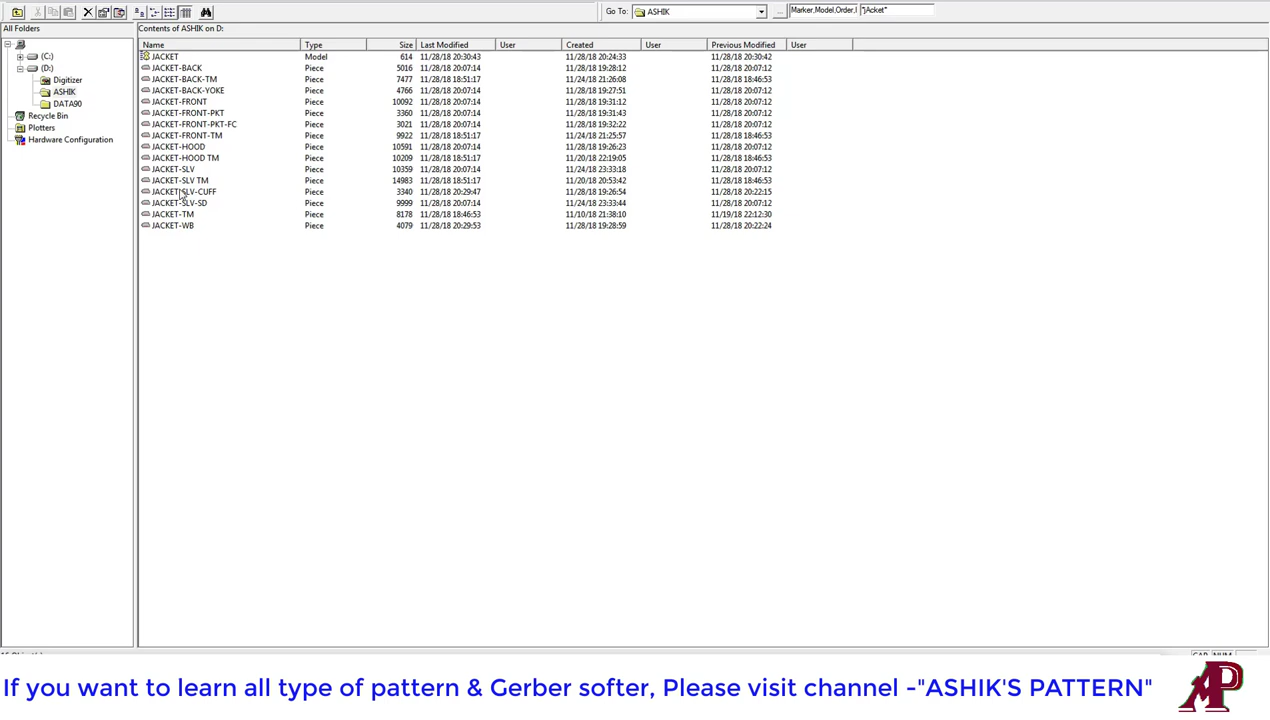 Go To: ASHIK ... Marker,Model,Order,I "jAcket"
All Folders Contents of ASHIK on D:
Name Type Size Last Modified User Created User Previous Modified User
JACKET Model 614 11/28/18 20:30:43 11/28/18 20:24:33 11/28/18 20:30:42
JACKET-BACK Piece 5016 11/28/18 20:07:14 11/28/18 19:28:12 11/28/18 20:07:12
JACKET-BACK-TM Piece 7477 11/28/18 18:51:17 11/24/18 21:26:08 11/28/18 18:46:53
JACKET-BACK-YOKE Piece 4766 11/28/18 20:07:14 11/28/18 19:27:51 11/28/18 20:07:12
JACKET-FRONT Piece 10092 11/28/18 20:07:14 11/28/18 19:31:12 11/28/18 20:07:12
JACKET-FRONT-PKT Piece 3360 11/28/18 20:07:14 11/28/18 19:31:43 11/28/18 20:07:12
JACKET-FRONT-PKT-FC Piece 3021 11/28/18 20:07:14 11/28/18 19:32:22 11/28/18 20:07:12
JACKET-FRONT-TM Piece 9922 11/28/18 18:51:17 11/24/18 21:25:57 11/28/18 18:46:53
JACKET-HOOD Piece 10591 11/28/18 20:07:14 11/28/18 19:26:23 11/28/18 20:07:12
JACKET-HOOD TM Piece 10209 11/28/18 18:51:17 11/20/18 22:19:05 11/28/18 18:46:53
JACKET-SLV Piece 10359 11/28/18 20:07:14 11/24/18 23:33:18 11/28/18 20:07:12
JACKET-SLV TM Piece 14983 11/28/18 18:51:17 11/20/18 20:53:42 11/28/18 18:46:53
JACKET-SLV-CUFF Piece 3340 11/28/18 20:29:47 11/28/18 19:26:54 11/28/18 20:22:15
JACKET-SLV-SD Piece 9999 11/28/18 20:07:14 11/24/18 23:33:44 11/28/18 20:07:12
JACKET-TM Piece 8178 11/28/18 18:46:53 11/10/18 21:38:10 11/19/18 22:12:30
JACKET-WB Piece 4079 11/28/18 20:29:53 11/28/18 19:28:59 11/28/18 20:22:24
(C:)
(D:)
Digitizer
ASHIK
DATA90
Recycle Bin
Plotters
Hardware Configuration
If you want to learn all type of pattern & Gerber softer, Please visit channel -"ASHIK'S PATTERN"
AP